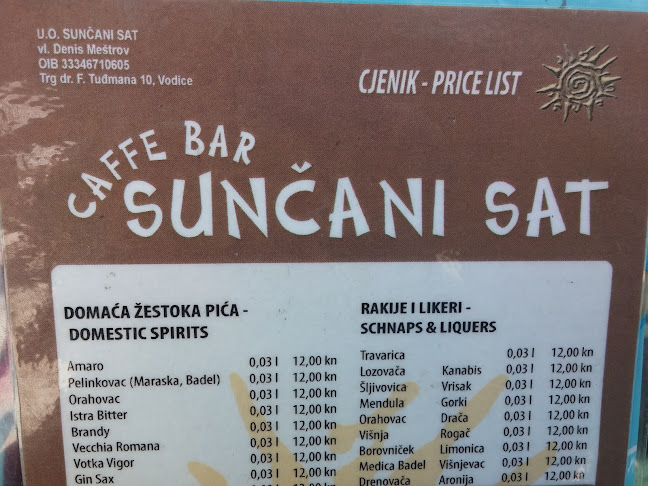 U.O. SUNČANI SAT
vl. Denis Meštrov
OIB 33346710605
Trg dr. F. Tuđmana 10, Vodice
CJENIK - PRICE LIST
CAFFE BAR
SUNČANI SAT
DOMAĆA ŽESTOKA PIĆA -
DOMESTIC SPIRITS
Amaro 0,03 l 12,00 kn
Pelinkovac (Maraska, Badel) 0,03 l 12,00 kn
Orahovac 0,03 l 12,00 kn
Istra Bitter 0,03 l 12,00 kn
Brandy 0,03 l 12,00 kn
Vecchia Romana 0,03 l 12,00 kn
Votka Vigor 0,03 l 12,00 kn
Gin Sax 0,03 l 12,00 kn
RAKIJE I LIKERI -
SCHNAPS & LIQUERS
Travarica 0,03 l 12,00 kn
Lozovača Kanabis 0,03 l 12,00 kn
Šljivovica Vrisak 0,03 l 12,00 kn
Mendula Gorki 0,03 l 12,00 kn
Orahovac Drača 0,03 l 12,00 kn
Višnja Rogač 0,03 l 12,00 kn
Borovniček Limonica 0,03 l 12,00 kn
Medica Badel Višnjevac 0,03 l 12,00 kn
Drenovača Aronija 0,03 l 12,00 kn